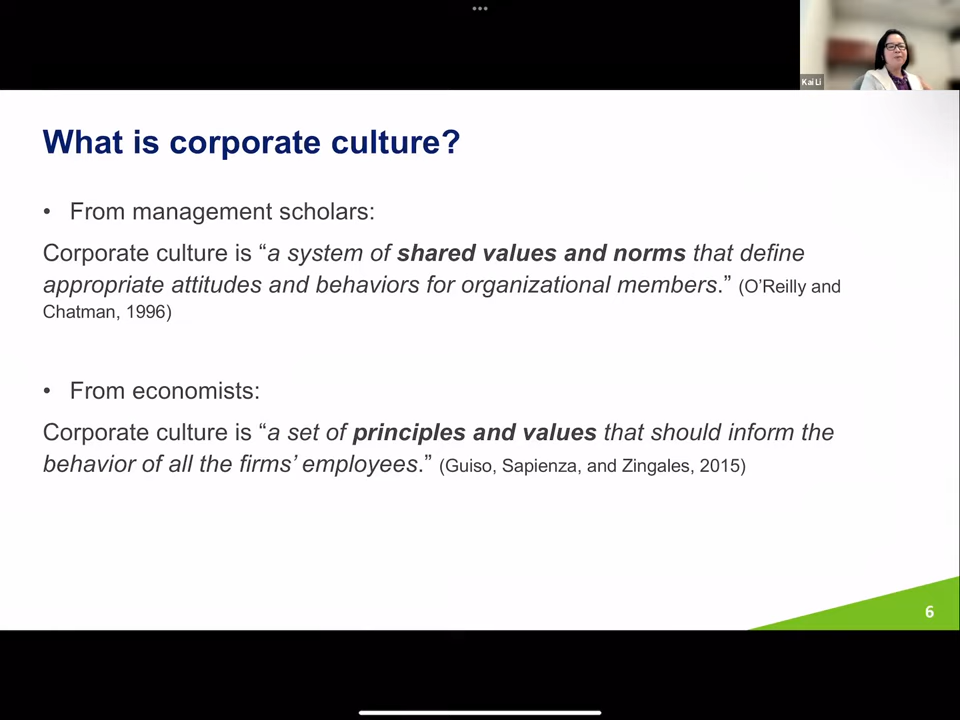 Kai Li
What is corporate culture?
• From management scholars:
Corporate culture is “a system of shared values and norms that define
appropriate attitudes and behaviors for organizational members.” (O’Reilly and
Chatman, 1996)
• From economists:
Corporate culture is “a set of principles and values that should inform the
behavior of all the firms’ employees.” (Guiso, Sapienza, and Zingales, 2015)
6